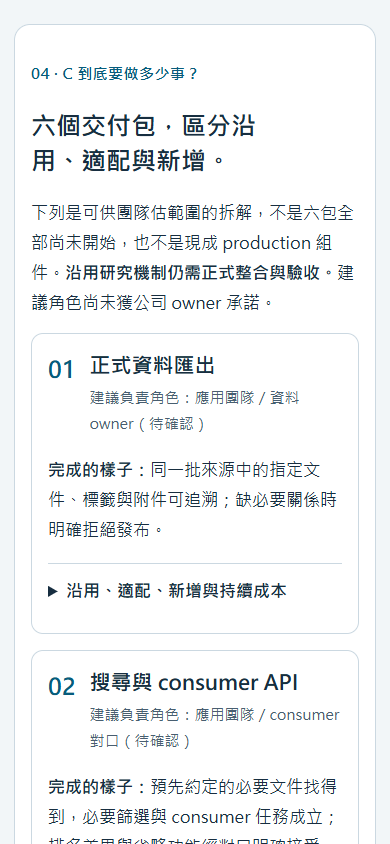 04 · C 到底要做多少事？
六個交付包，區分沿
用、適配與新增。
下列是可供團隊估範圍的拆解，不是六包全
部尚未開始，也不是現成 production 組
件。沿用研究機制仍需正式整合與驗收。建
議角色尚未獲公司 owner 承諾。
01 正式資料匯出
建議負責角色：應用團隊 / 資料
owner（待確認）
完成的樣子：同一批來源中的指定文
件、標籤與附件可追溯；缺必要關係時
明確拒絕發布。
▶ 沿用、適配、新增與持續成本
02 搜尋與 consumer API
建議負責角色：應用團隊 / consumer
對口（待確認）
完成的樣子：預先約定的必要文件找得
到，必要篩選與 consumer 任務成立；